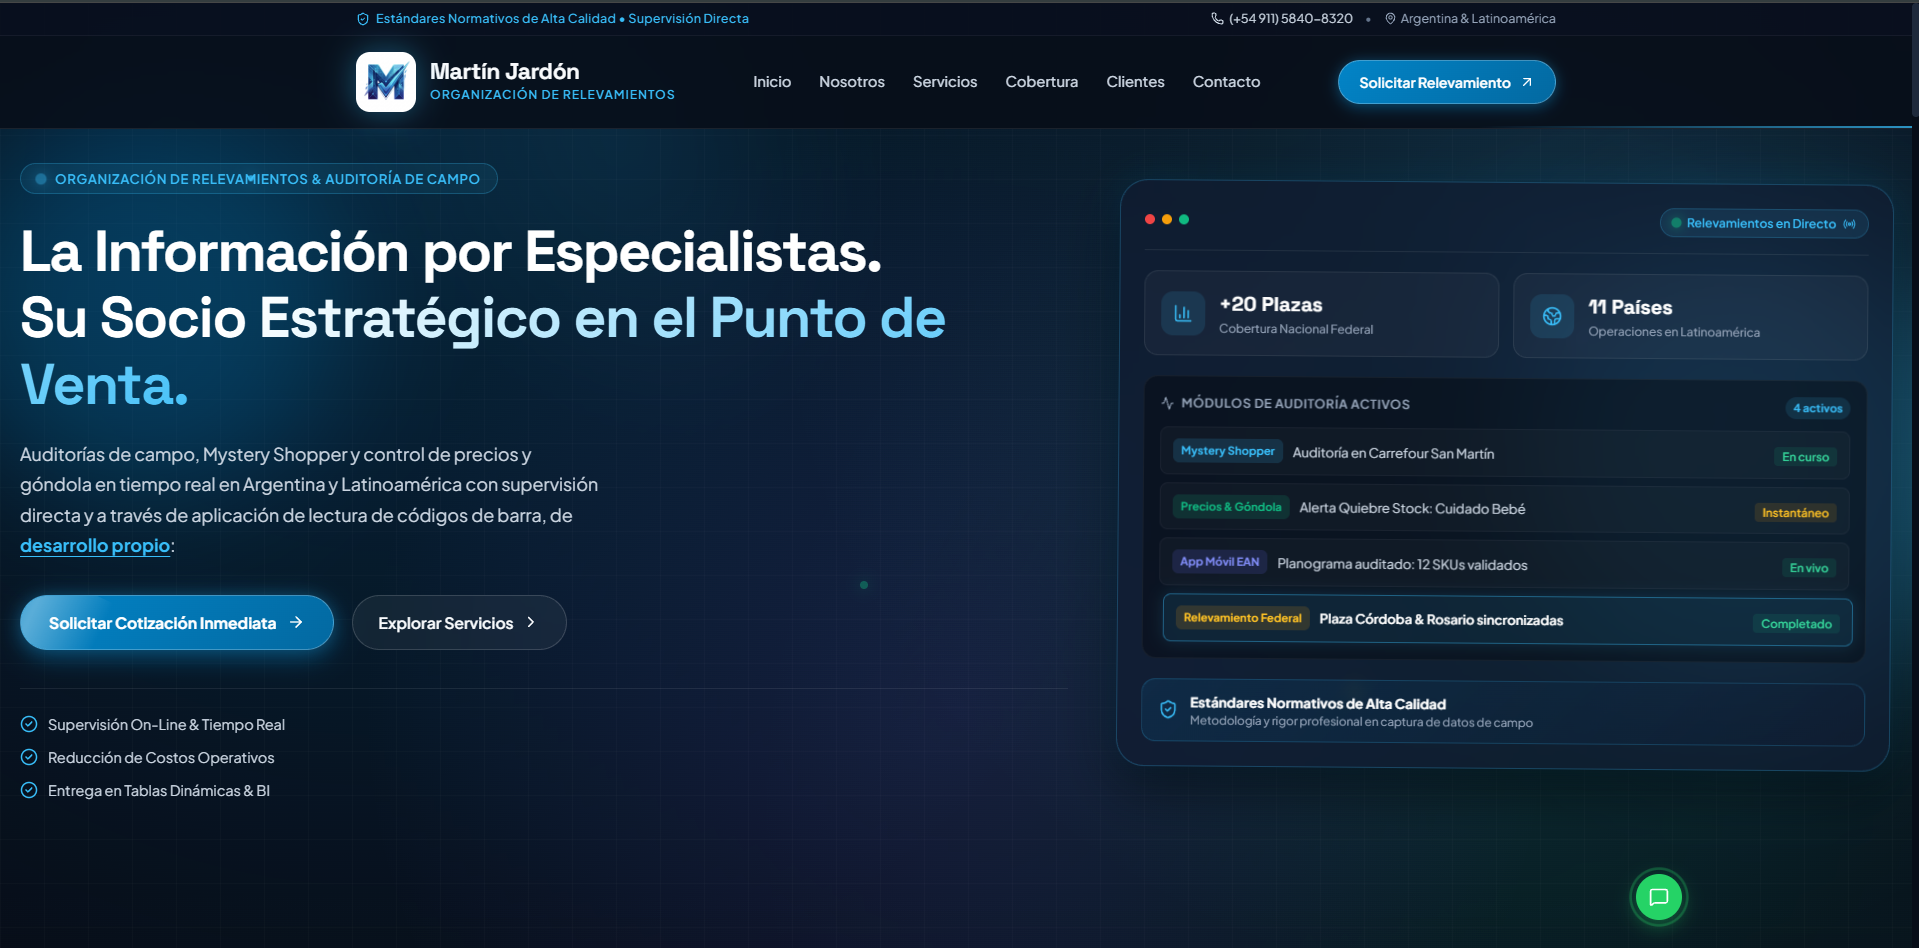 Estándares Normativos de Alta Calidad • Supervisión Directa
(+54 911) 5840-8320 • Argentina & Latinoamérica
Martín Jardón
ORGANIZACIÓN DE RELEVAMIENTOS
Inicio Nosotros Servicios Cobertura Clientes Contacto
Solicitar Relevamiento
ORGANIZACIÓN DE RELEVAMIENTOS & AUDITORÍA DE CAMPO
La Información por Especialistas.
Su Socio Estratégico en el Punto de
Venta.
Auditorías de campo, Mystery Shopper y control de precios y
góndola en tiempo real en Argentina y Latinoamérica con supervisión
directa y a través de aplicación de lectura de códigos de barra, de
desarrollo propio:
Solicitar Cotización Inmediata
Explorar Servicios
Supervisión On-Line & Tiempo Real
Reducción de Costos Operativos
Entrega en Tablas Dinámicas & BI
Relevamientos en Directo
+20 Plazas
Cobertura Nacional Federal
11 Países
Operaciones en Latinoamérica
MÓDULOS DE AUDITORÍA ACTIVOS
4 activos
Mystery Shopper Auditoría en Carrefour San Martín En curso
Precios & Góndola Alerta Quiebre Stock: Cuidado Bebé Instantáneo
App Móvil EAN Planograma auditado: 12 SKUs validados En vivo
Relevamiento Federal Plaza Córdoba & Rosario sincronizadas Completado
Estándares Normativos de Alta Calidad
Metodología y rigor profesional en captura de datos de campo